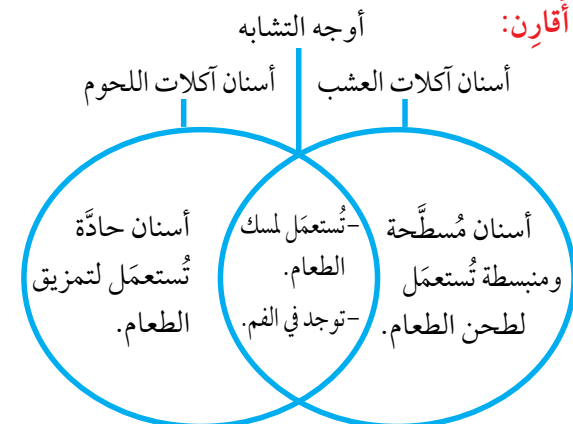 أُقارِن:
أوجه التشابه
أسنان آكلات العشب
أسنان آكلات اللحوم
أسنان مُسطَّحة
ومنبسطة تُستعمَل
لطحن الطعام.
-تُستعمَل لمسك
الطعام.
-توجد في الفم.
أسنان حادَّة
تُستعمَل لتمزيق
الطعام.